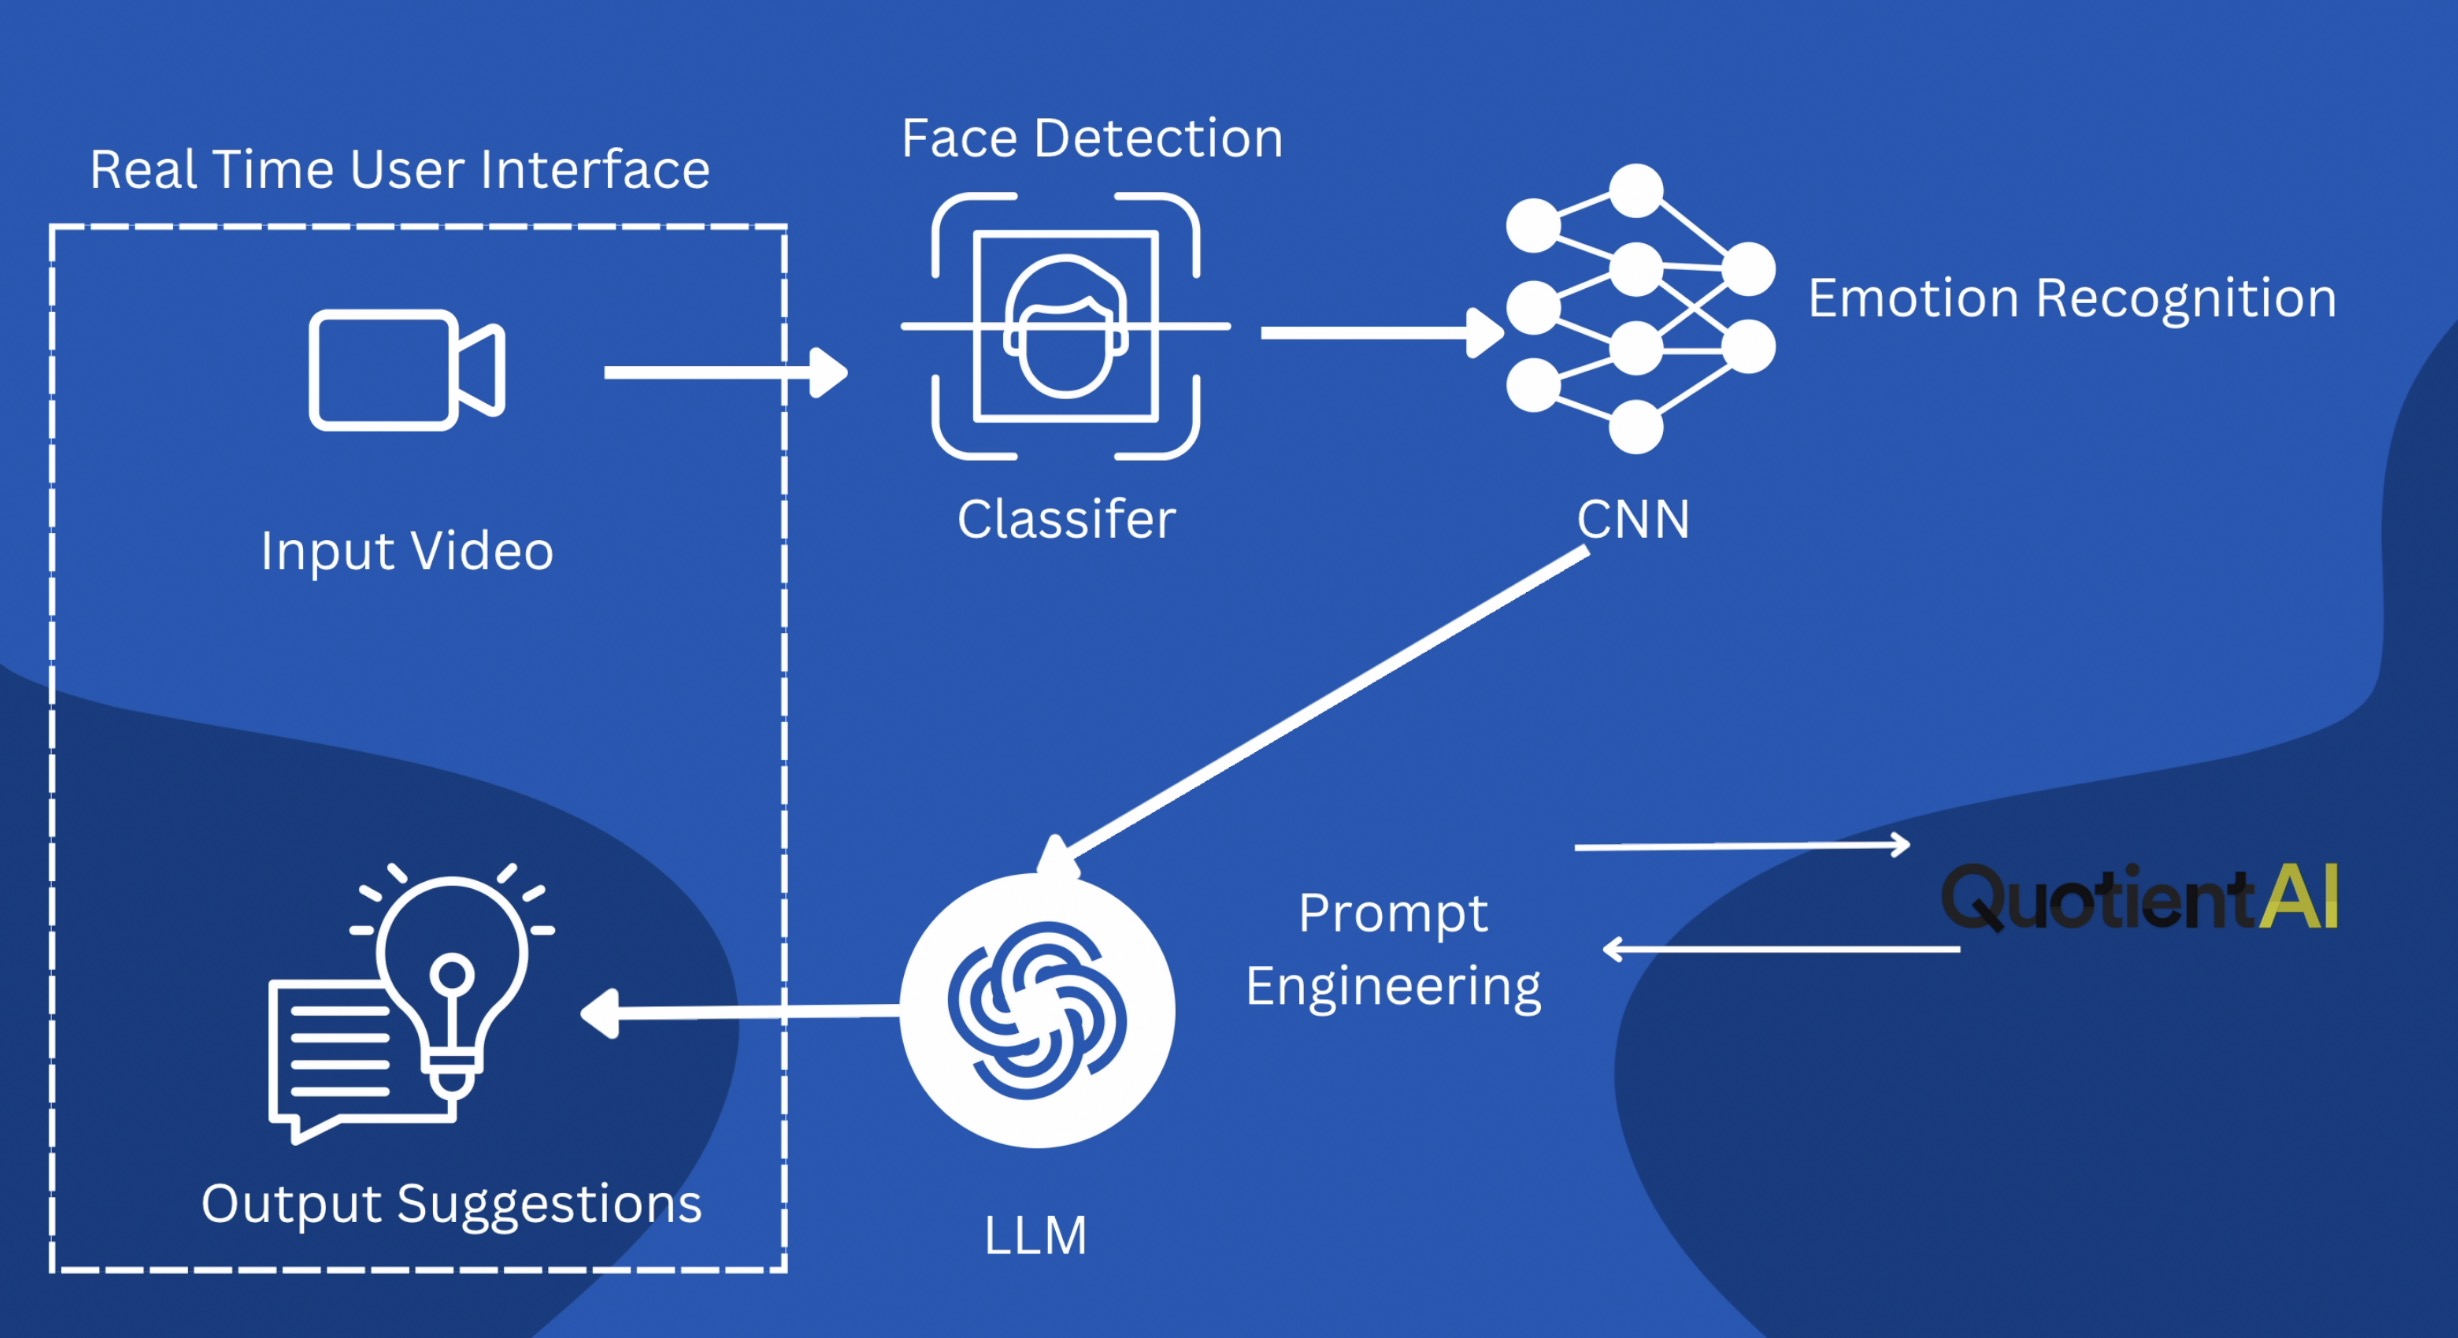 Real Time User Interface
Face Detection
Emotion Recognition
Input Video
Classifer
CNN
Prompt
Engineering
QuotientAI
Output Suggestions
LLM